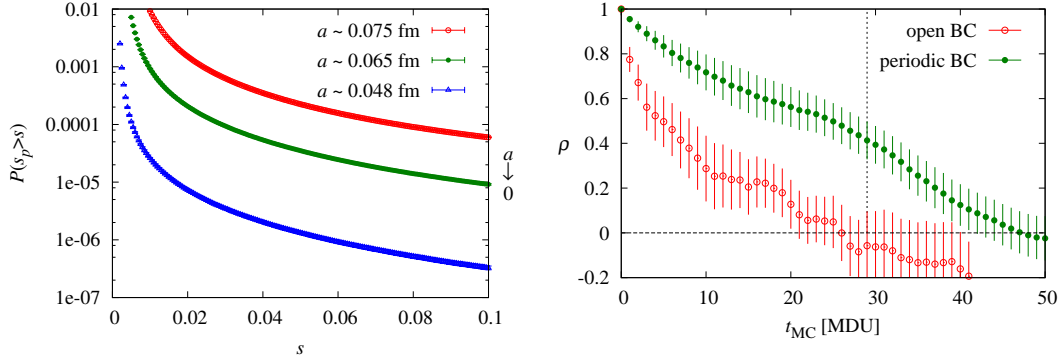 0.01
0.001
0.0001
1e-05
1e-06
1e-07
P(s_p>s)
0
0.02
0.04
0.06
0.08
0.1
s
a ~ 0.075 fm
a ~ 0.065 fm
a ~ 0.048 fm
a
↓
0
1
0.8
0.6
0.4
0.2
0
-0.2
ρ
0
10
20
30
40
50
t_MC [MDU]
open BC
periodic BC